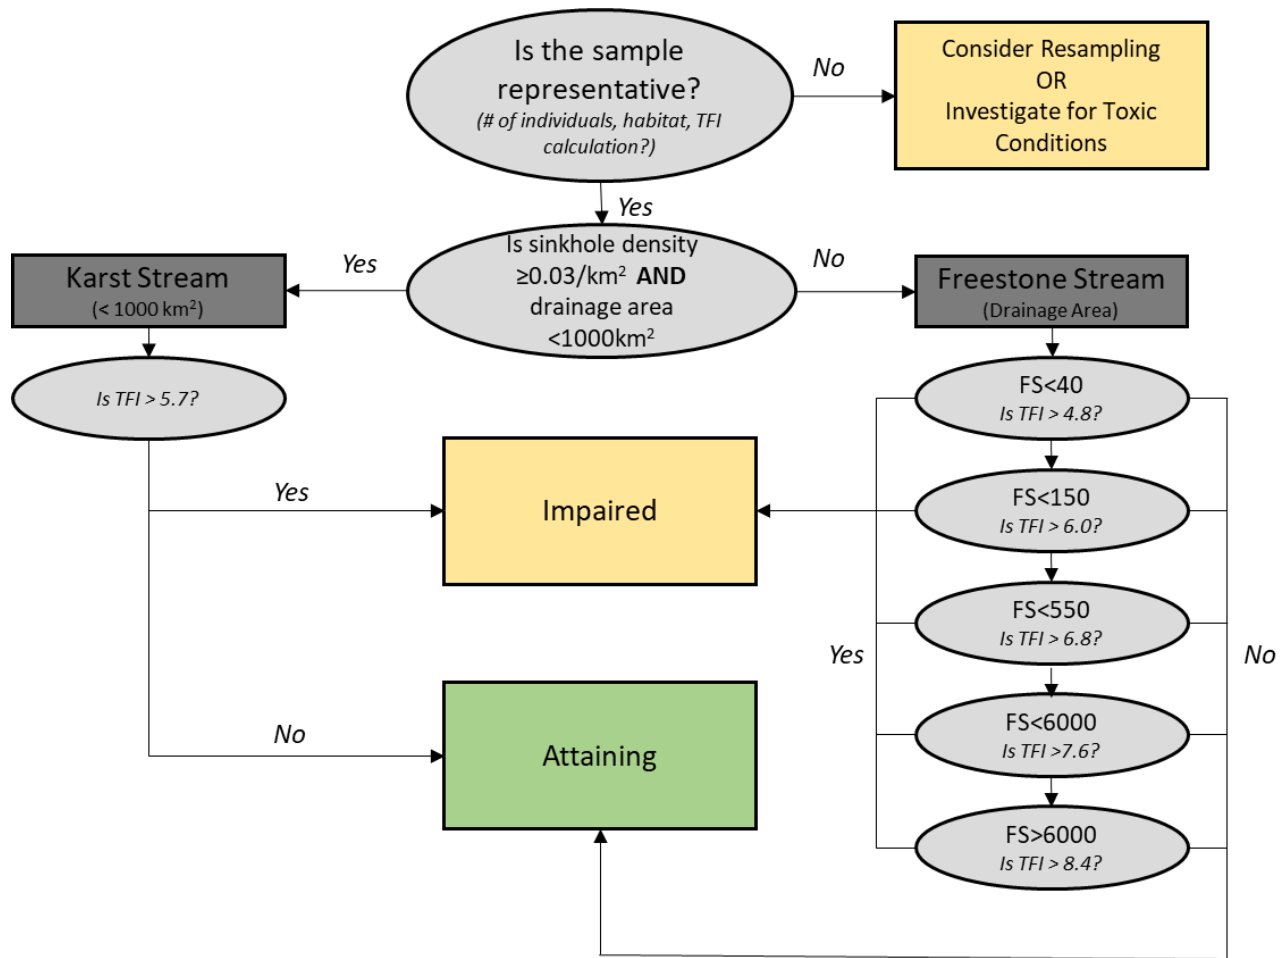 Is the sample
representative?
(# of individuals, habitat, TFI
calculation?)
No
Consider Resampling
OR
Investigate for Toxic
Conditions
Yes
Is sinkhole density
≥0.03/km² AND
drainage area
<1000km²
Yes
No
Karst Stream
(< 1000 km²)
Freestone Stream
(Drainage Area)
Is TFI > 5.7?
FS<40
Is TFI > 4.8?
Yes
Impaired
FS<150
Is TFI > 6.0?
FS<550
Is TFI > 6.8?
Yes
No
No
Attaining
FS<6000
Is TFI >7.6?
FS>6000
Is TFI > 8.4?